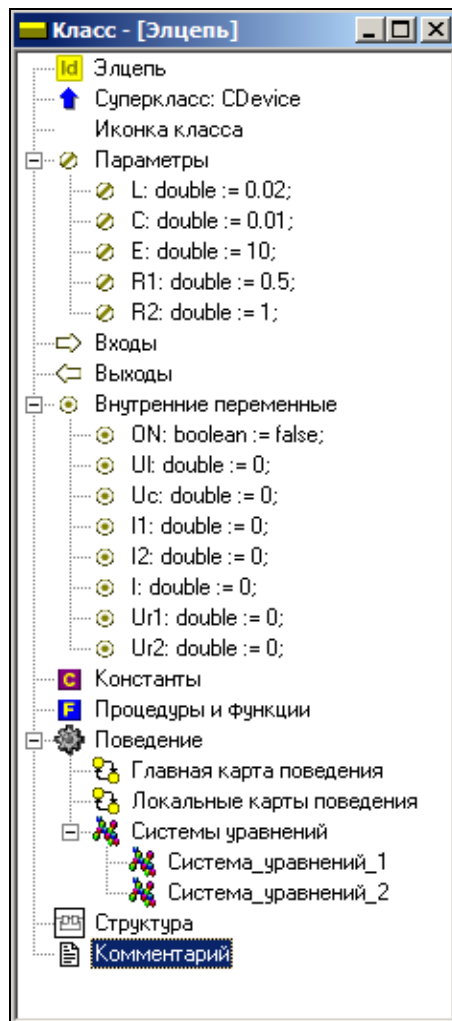 Класс - [Элцепь]
Id Элцепь
Суперкласс: CDevice
Иконка класса
Параметры
L: double := 0.02;
C: double := 0.01;
E: double := 10;
R1: double := 0.5;
R2: double := 1;
Входы
Выходы
Внутренние переменные
ON: boolean := false;
Ul: double := 0;
Uc: double := 0;
I1: double := 0;
I2: double := 0;
I: double := 0;
Ur1: double := 0;
Ur2: double := 0;
C Константы
F Процедуры и функции
Поведение
Главная карта поведения
Локальные карты поведения
Системы уравнений
Система_уравнений_1
Система_уравнений_2
Структура
Комментарий